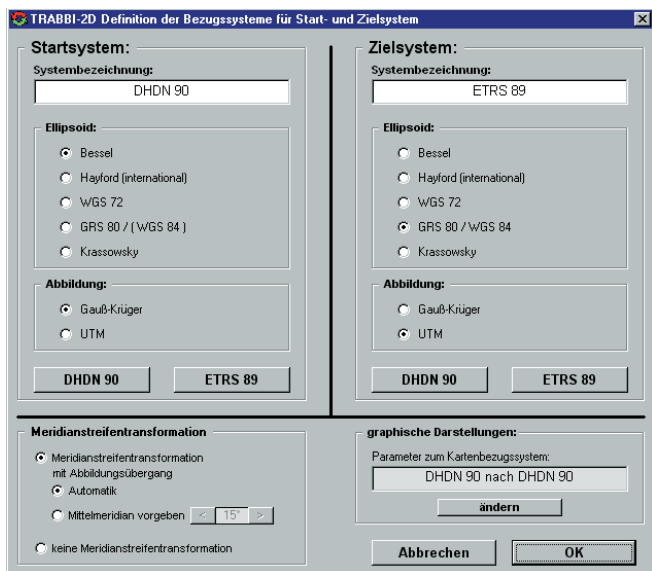 TRABBI-2D Definition der Bezugssysteme für Start- und Zielsystem
Startsystem:
Systembezeichnung:
DHDN 90
Ellipsoid:
Bessel
Hayford (international)
WGS 72
GRS 80 / ( WGS 84 )
Krassowsky
Abbildung:
Gauß-Krüger
UTM
DHDN 90
ETRS 89
Zielsystem:
Systembezeichnung:
ETRS 89
Ellipsoid:
Bessel
Hayford (international)
WGS 72
GRS 80 / WGS 84
Krassowsky
Abbildung:
Gauß-Krüger
UTM
DHDN 90
ETRS 89
Meridianstreifentransformation
Meridianstreifentransformation
mit Abbildungsübergang
Automatik
Mittelmeridian vorgeben < 15° >
keine Meridianstreifentransformation
graphische Darstellungen:
Parameter zum Kartenbezugssystem:
DHDN 90 nach DHDN 90
ändern
Abbrechen
OK